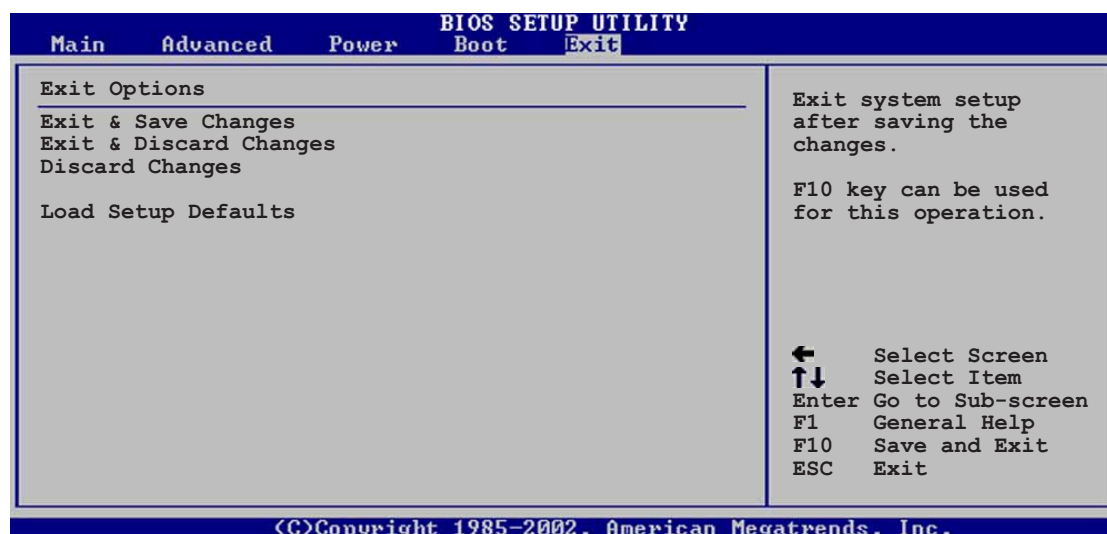 BIOS SETUP UTILITY
Main Advanced Power Boot Exit
Exit Options
Exit & Save Changes
Exit & Discard Changes
Discard Changes
Load Setup Defaults
Exit system setup
after saving the
changes.
F10 key can be used
for this operation.
← Select Screen
↑↓ Select Item
Enter Go to Sub-screen
F1 General Help
F10 Save and Exit
ESC Exit
(C)Copyright 1985-2002, American Megatrends, Inc.